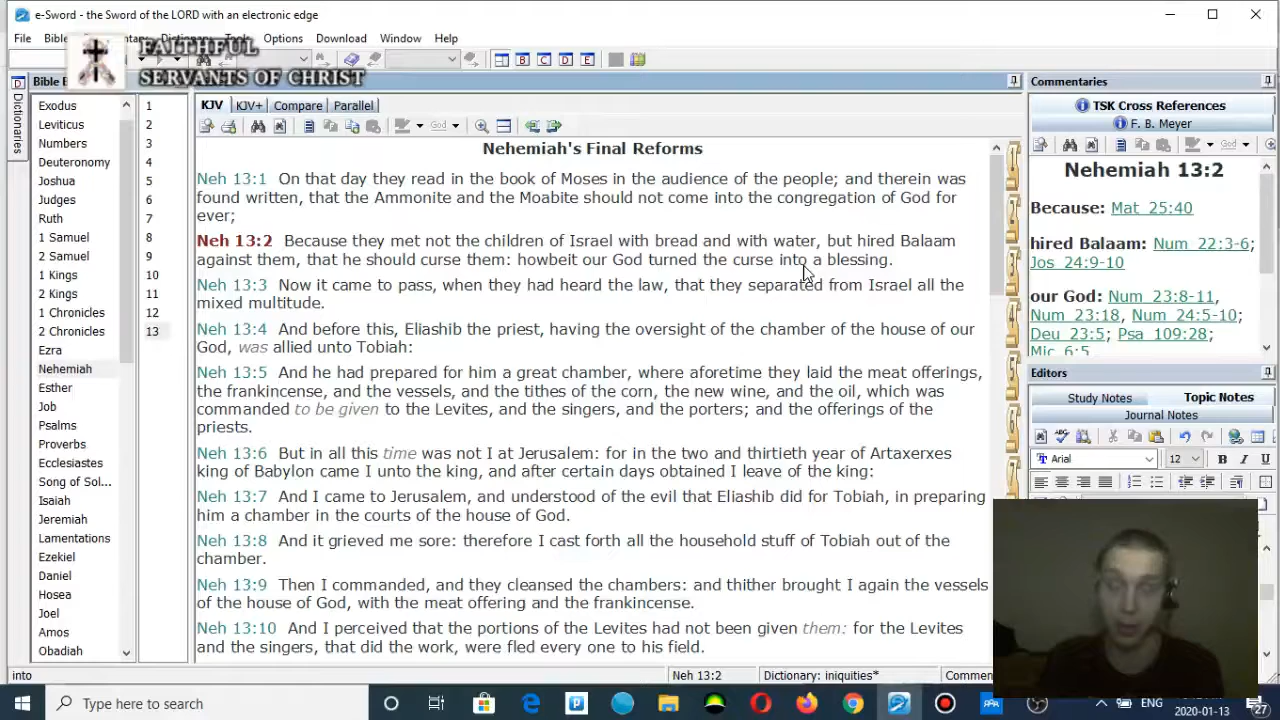 e-Sword - the Sword of the LORD with an electronic edge
File Bible Options Download Window Help
FAITHFUL
SERVANTS OF CHRIST
Dictionaries
Exodus
Leviticus
Numbers
Deuteronomy
Joshua
Judges
Ruth
1 Samuel
2 Samuel
1 Kings
2 Kings
1 Chronicles
2 Chronicles
Ezra
Nehemiah
Esther
Job
Psalms
Proverbs
Ecclesiastes
Song of Sol...
Isaiah
Jeremiah
Lamentations
Ezekiel
Daniel
Hosea
Joel
Amos
Obadiah
1
2
3
4
5
6
7
8
9
10
11
12
13
KJV KJV+ Compare Parallel
God
Nehemiah's Final Reforms
Neh 13:1 On that day they read in the book of Moses in the audience of the people; and therein was
found written, that the Ammonite and the Moabite should not come into the congregation of God for
ever;
Neh 13:2 Because they met not the children of Israel with bread and with water, but hired Balaam
against them, that he should curse them: howbeit our God turned the curse into a blessing.
Neh 13:3 Now it came to pass, when they had heard the law, that they separated from Israel all the
mixed multitude.
Neh 13:4 And before this, Eliashib the priest, having the oversight of the chamber of the house of our
God, was allied unto Tobiah:
Neh 13:5 And he had prepared for him a great chamber, where aforetime they laid the meat offerings,
the frankincense, and the vessels, and the tithes of the corn, the new wine, and the oil, which was
commanded to be given to the Levites, and the singers, and the porters; and the offerings of the
priests.
Neh 13:6 But in all this time was not I at Jerusalem: for in the two and thirtieth year of Artaxerxes
king of Babylon came I unto the king, and after certain days obtained I leave of the king:
Neh 13:7 And I came to Jerusalem, and understood of the evil that Eliashib did for Tobiah, in preparing
him a chamber in the courts of the house of God.
Neh 13:8 And it grieved me sore: therefore I cast forth all the household stuff of Tobiah out of the
chamber.
Neh 13:9 Then I commanded, and they cleansed the chambers: and thither brought I again the vessels
of the house of God, with the meat offering and the frankincense.
Neh 13:10 And I perceived that the portions of the Levites had not been given them: for the Levites
and the singers, that did the work, were fled every one to his field.
Commentaries
TSK Cross References
F. B. Meyer
God
Nehemiah 13:2
Because: Mat 25:40
hired Balaam: Num 22:3-6;
Jos 24:9-10
our God: Num 23:8-11,
Num 23:18, Num 24:5-10;
Deu 23:5; Psa 109:28;
Mic 6:5
Editors
Study Notes Topic Notes
Journal Notes
Arial 12 B I U
into Neh 13:2 Dictionary: iniquities*
Type here to search
ENG
2020-01-13
27